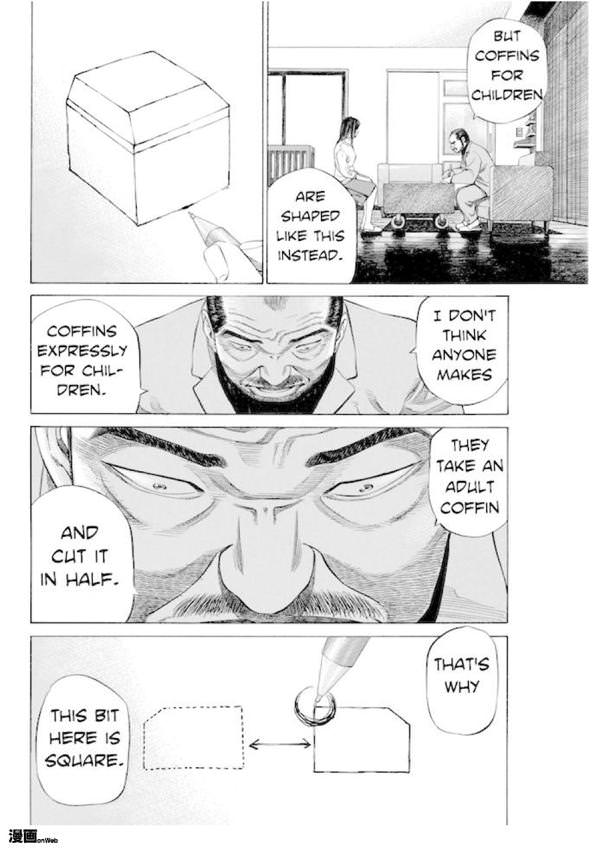 BUT
COFFINS
FOR
CHILDREN
ARE
SHAPED
LIKE THIS
INSTEAD.
I DON'T
THINK
ANYONE
MAKES
COFFINS
EXPRESSLY
FOR CHIL-
DREN.
THEY
TAKE AN
ADULT
COFFIN
AND
CUT IT
IN HALF.
THAT'S
WHY
THIS BIT
HERE IS
SQUARE.
漫画onWeb